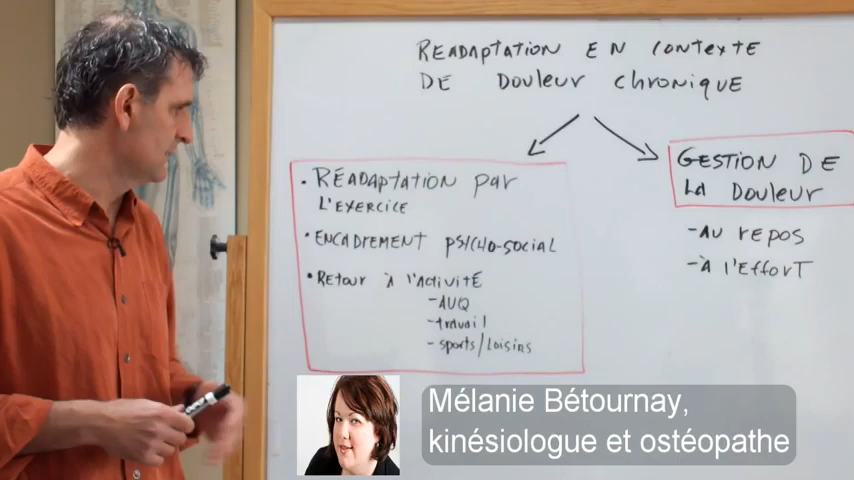 READAPTATION EN CONTEXTE
DE DOULEUR CHRONIQUE
• RÉADAPTATION PAR
L'EXERCICE
• ENCADREMENT PSYCHO-SOCIAL
• RETOUR À L'ACTIVITÉ
- AVQ
- travail
- sports/Loisirs
GESTION DE
LA DOULEUR
- AU REPOS
- À L'EFFORT
Mélanie Bétournay,
kinésiologue et ostéopathe